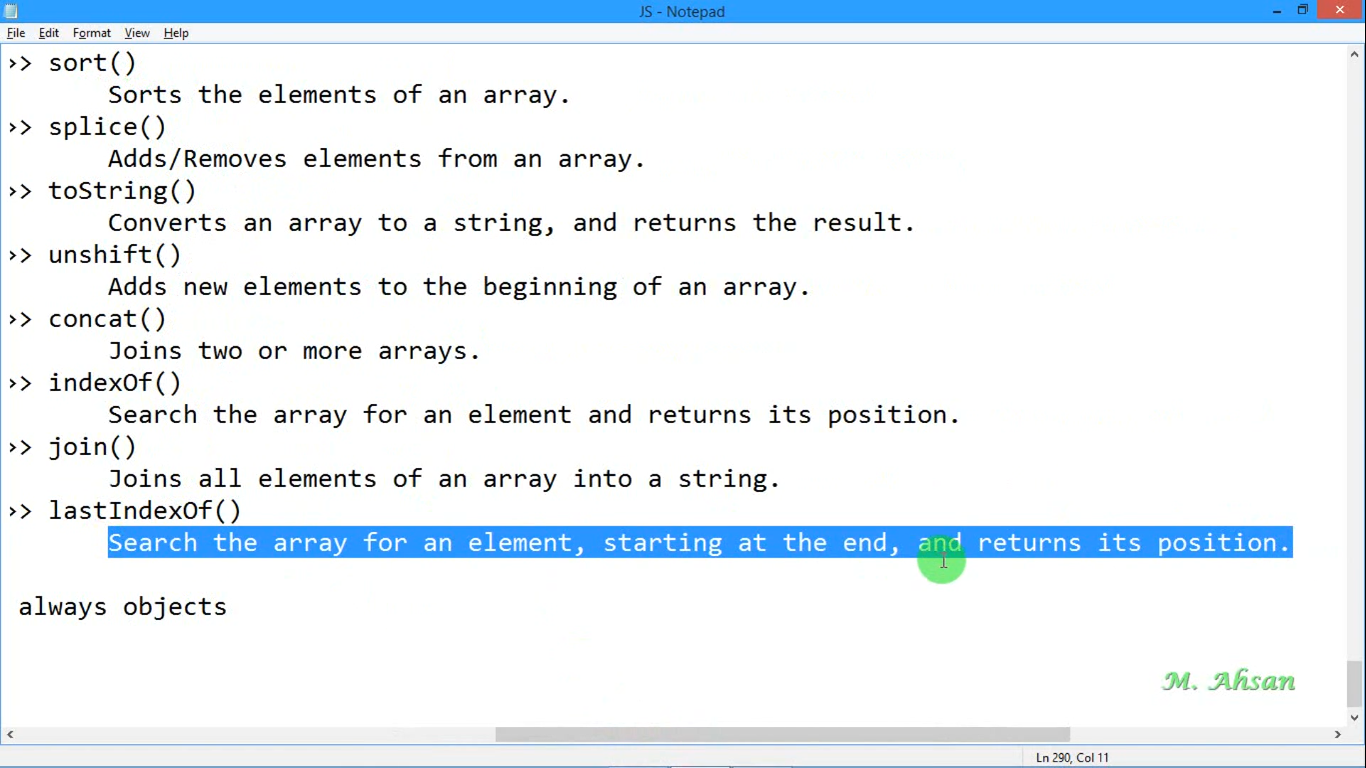 JS - Notepad
File Edit Format View Help
>> sort()
Sorts the elements of an array.
>> splice()
Adds/Removes elements from an array.
>> toString()
Converts an array to a string, and returns the result.
>> unshift()
Adds new elements to the beginning of an array.
>> concat()
Joins two or more arrays.
>> indexOf()
Search the array for an element and returns its position.
>> join()
Joins all elements of an array into a string.
>> lastIndexOf()
Search the array for an element, starting at the end, and returns its position.
always objects
M. Ahsan
Ln 290, Col 11